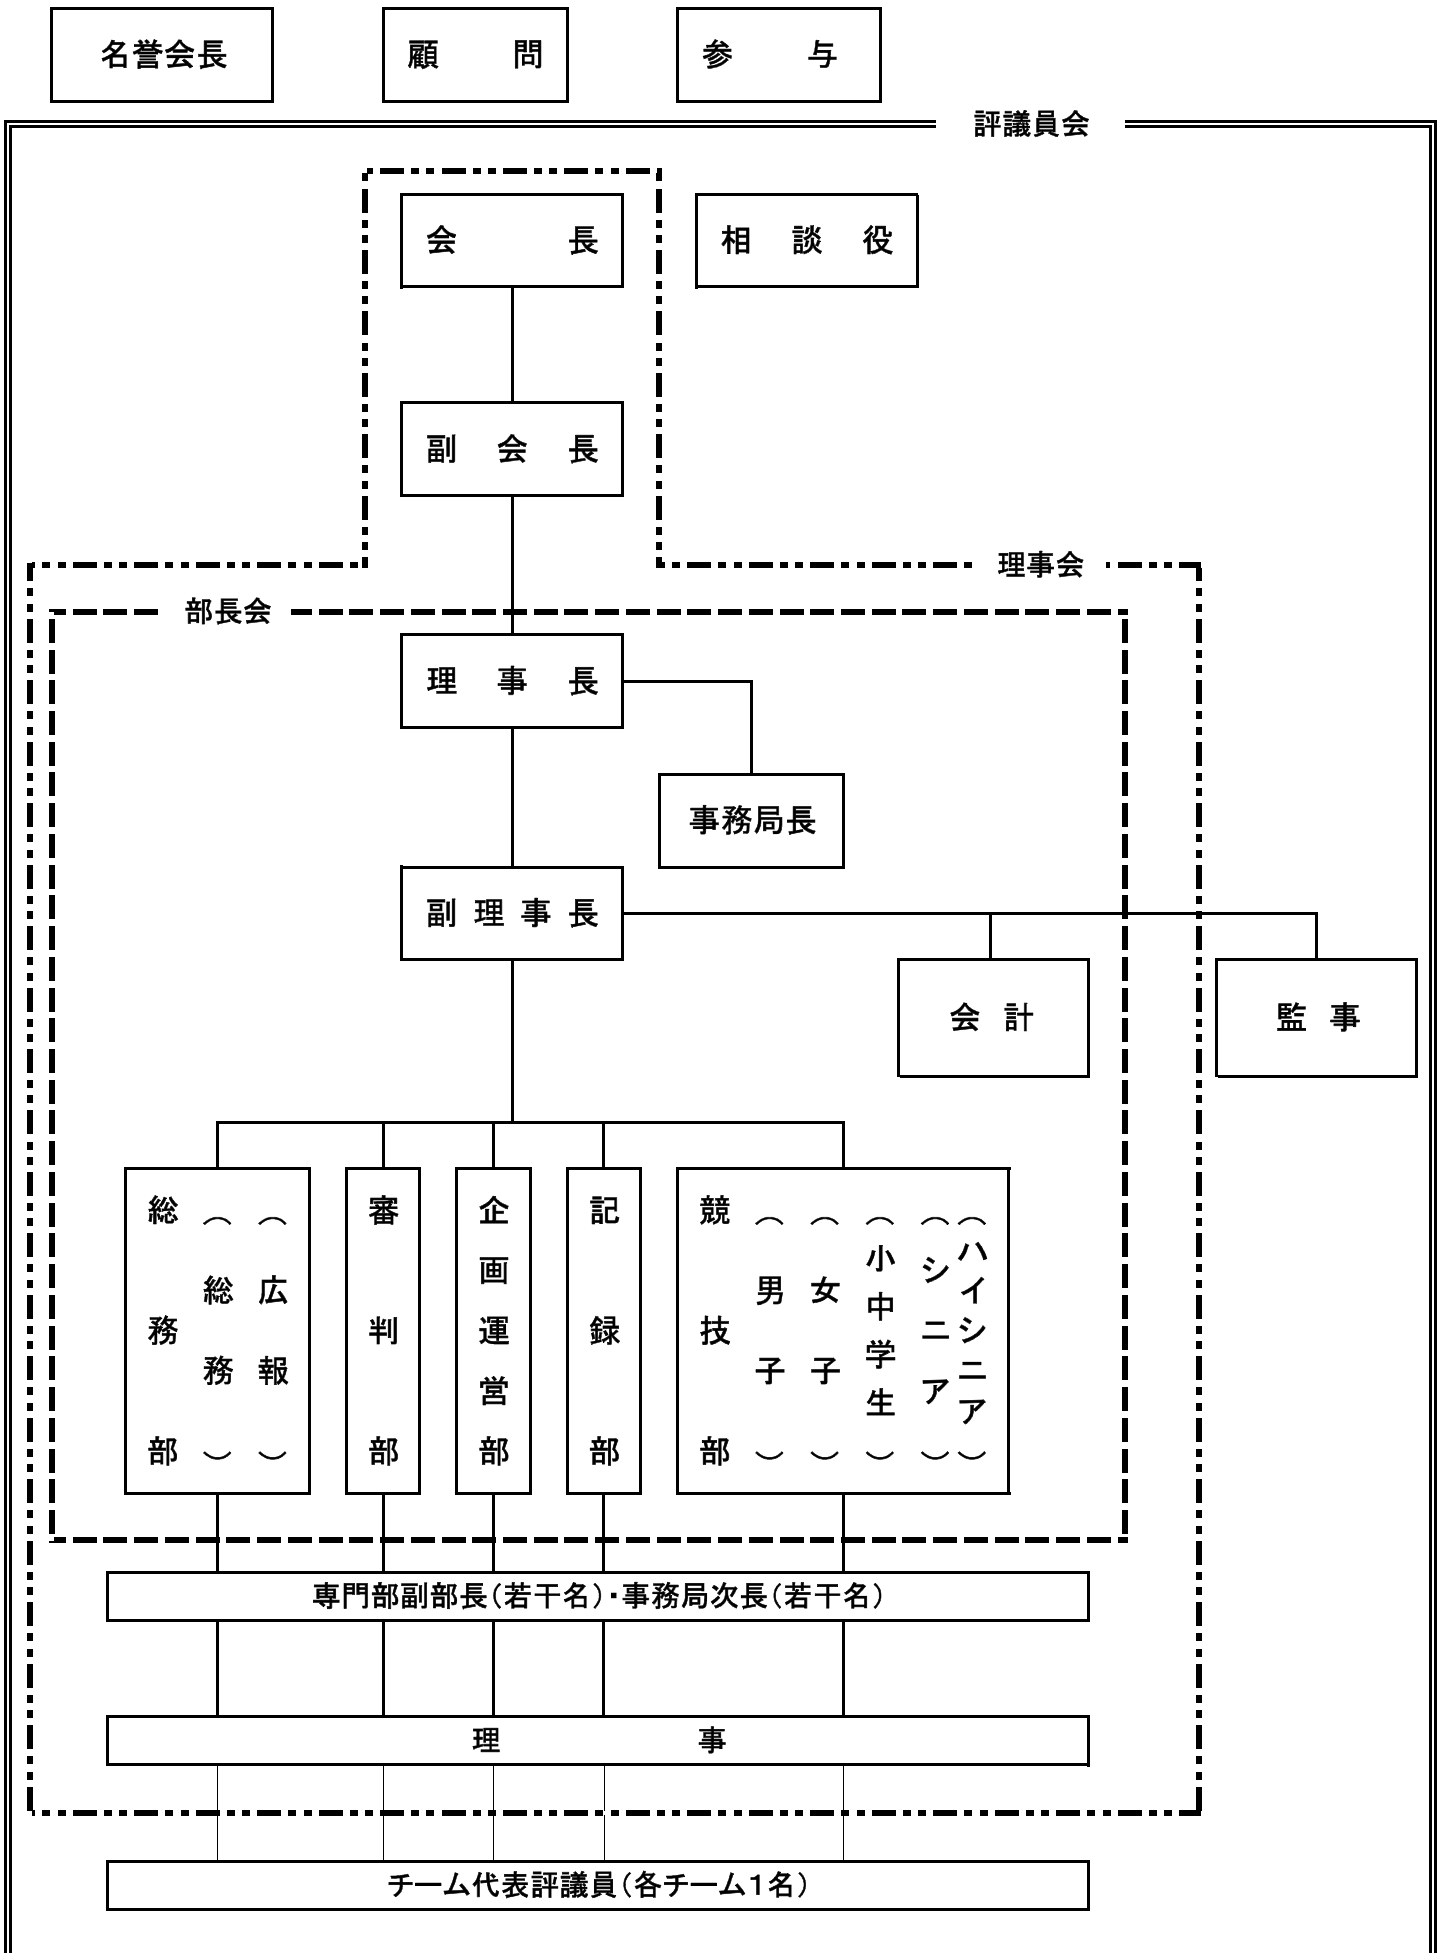 名誉会長
顧問
参与
評議員会
会長
相談役
副会長
理事会
部長会
理事長
事務局長
副理事長
会計
監事
総務部
（総務）
（広報）
審判部
企画運営部
記録部
競技部
（男子）
（女子）
（小中学生）
（シニア）
（ハイシニア）
専門部副部長（若干名）・事務局次長（若干名）
理事
チーム代表評議員（各チーム１名）